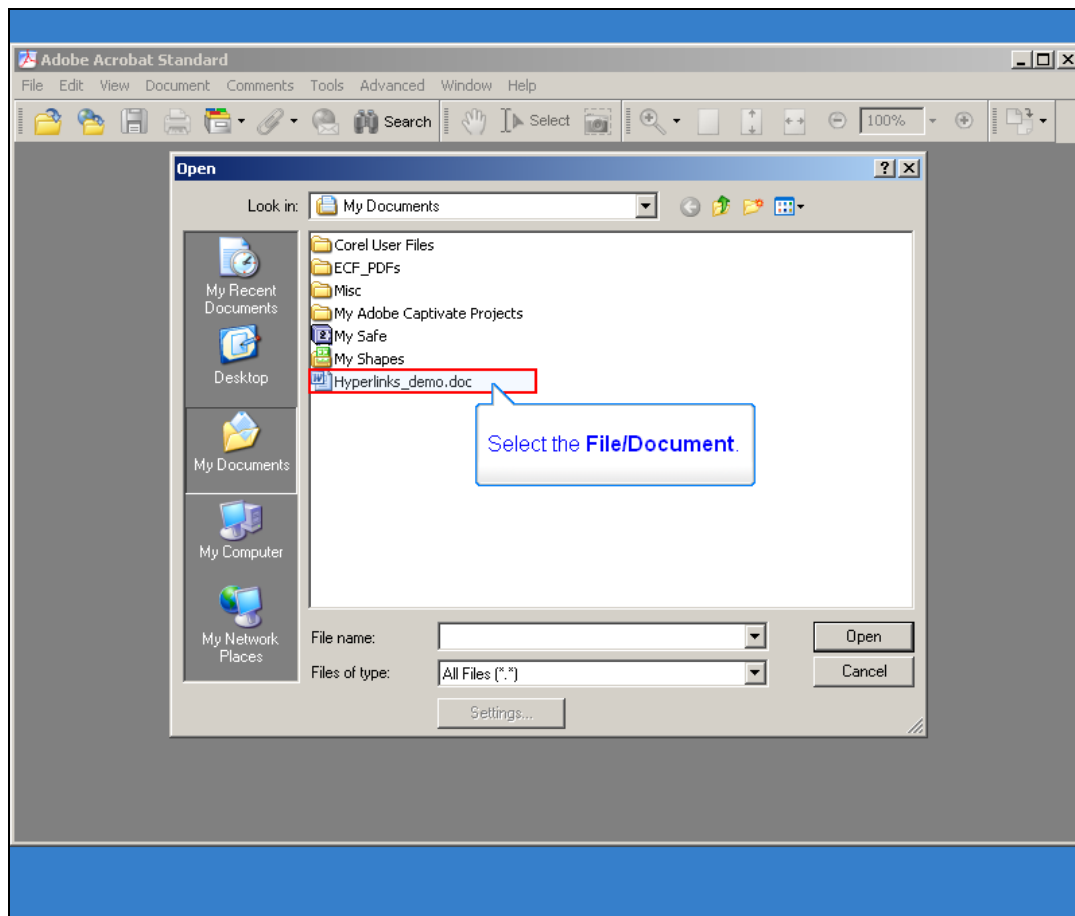 Adobe Acrobat Standard
File Edit View Document Comments Tools Advanced Window Help
Search Select 100%
Open
Look in: My Documents
My Recent
Documents
Desktop
My Documents
My Computer
My Network
Places
Corel User Files
ECF_PDFs
Misc
My Adobe Captivate Projects
My Safe
My Shapes
Hyperlinks_demo.doc
Select the File/Document.
File name:
Open
Files of type: All Files (*.*)
Cancel
Settings...